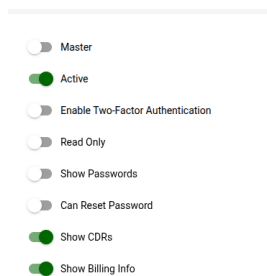 Master
Active
Enable Two-Factor Authentication
Read Only
Show Passwords
Can Reset Password
Show CDRs
Show Billing Info